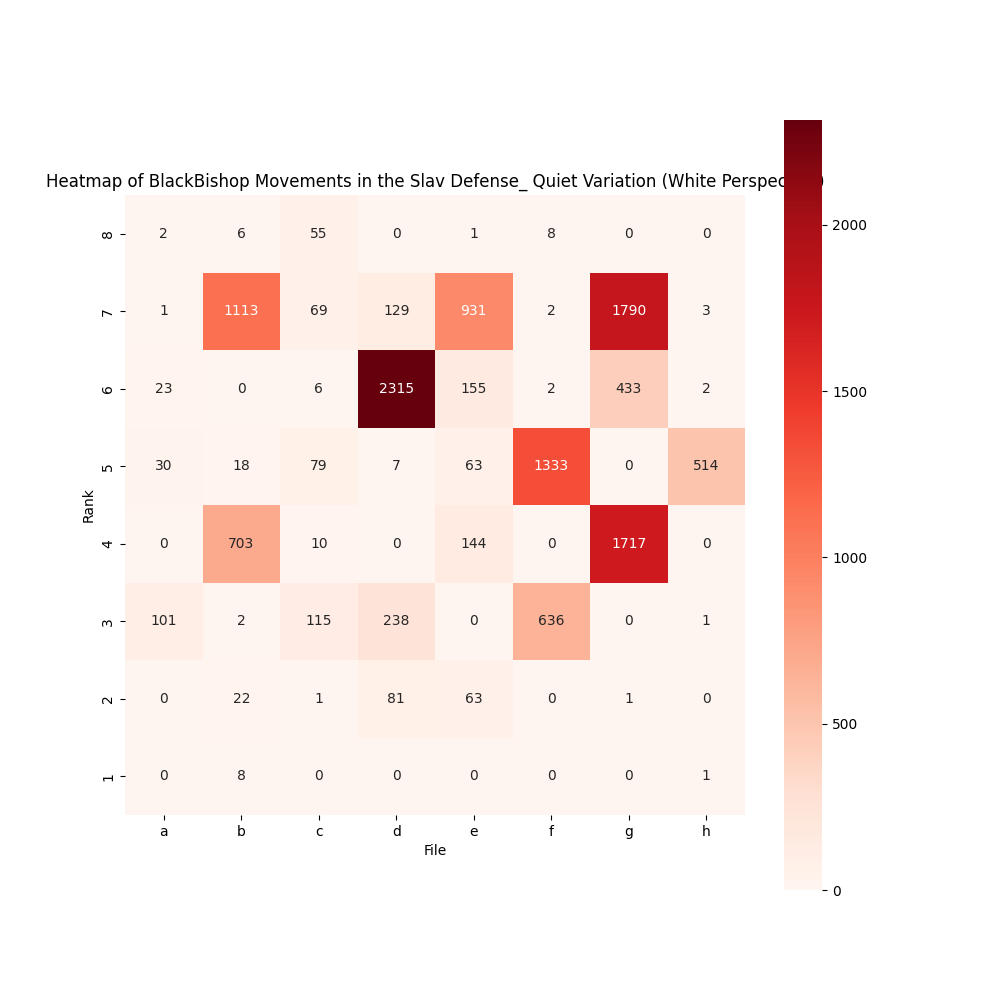 Heatmap of BlackBishop Movements in the Slav Defense_ Quiet Variation (White Perspec
8 2 6 55 0 1 8 0 0
2000
7 1 1113 69 129 931 2 1790 3
6 23 0 6 2315 155 2 433 2
1500
5 30 18 79 7 63 1333 0 514
Rank
4 0 703 10 0 144 0 1717 0
1000
3 101 2 115 238 0 636 0 1
2 0 22 1 81 63 0 1 0
500
1 0 8 0 0 0 0 0 1
a b c d e f g h
File
0